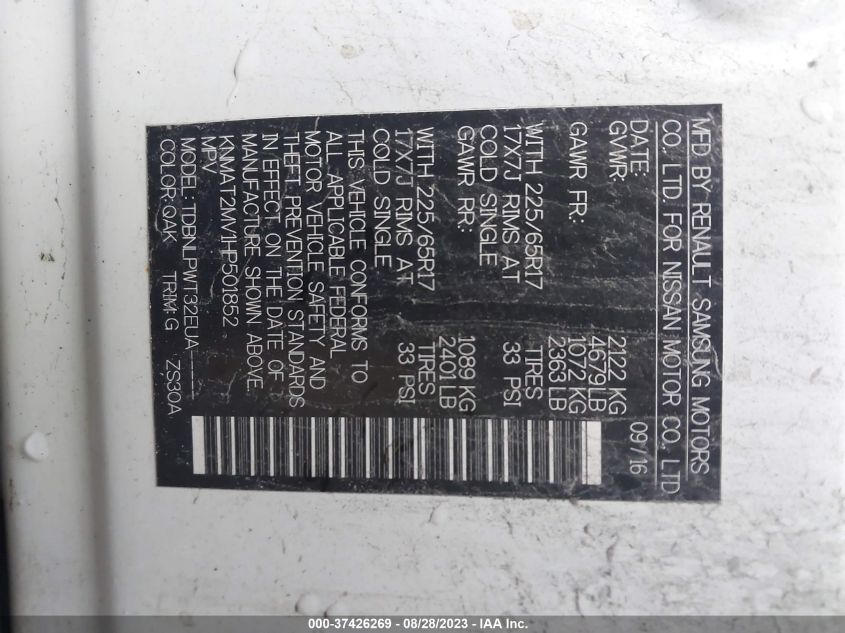 MFD BY RENAULT SAMSUNG MOTORS
CO., LTD. FOR NISSAN MOTOR CO., LTD
DATE: 09/16
GVWR: 2122 KG
4679 LB
GAWR FR: 1072 KG
2363 LB
WITH 225/65R17 TIRES
17X7J RIMS AT 33 PSI
COLD SINGLE
GAWR RR: 1089 KG
2401 LB
WITH 225/65R17 TIRES
17X7J RIMS AT 33 PSI
COLD SINGLE
THIS VEHICLE CONFORMS TO
ALL APPLICABLE FEDERAL
MOTOR VEHICLE SAFETY AND
THEFT PREVENTION STANDARDS
IN EFFECT ON THE DATE OF
MANUFACTURE SHOWN ABOVE.
KNMAT2MV1HP501852
MPV
MODEL: TDBNLPWT32EUA-----
COLOR: QAK TRIM: G ZS30A
000-37426269 - 08/28/2023 - IAA Inc.